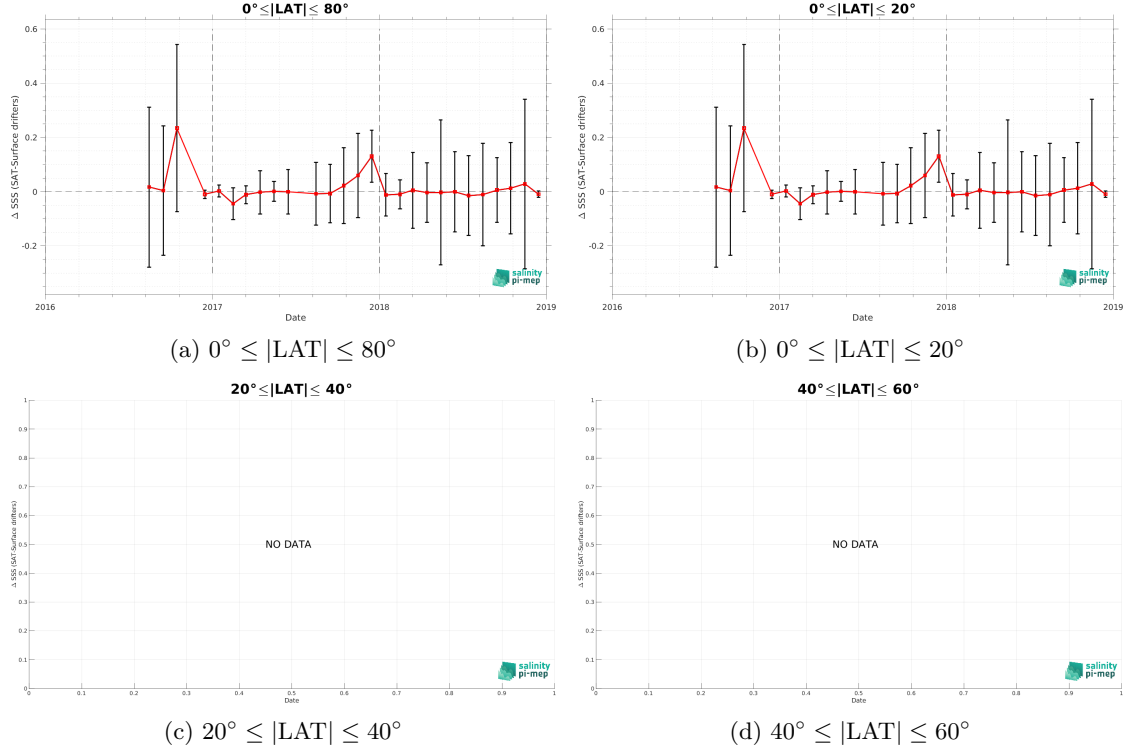 0°≤|LAT|≤ 80°
0.6
0.4
0.2
0
-0.2
Δ SSS (SAT-Surface drifters)
2016
2017
2018
2019
Date
salinity
pi-mep
(a) 0° ≤ |LAT| ≤ 80°
0°≤|LAT|≤ 20°
0.6
0.4
0.2
0
-0.2
Δ SSS (SAT-Surface drifters)
2016
2017
2018
2019
Date
salinity
pi-mep
(b) 0° ≤ |LAT| ≤ 20°
20°≤|LAT|≤ 40°
1
0.9
0.8
0.7
0.6
0.5
0.4
0.3
0.2
0.1
0
Δ SSS (SAT-Surface drifters)
NO DATA
0
0.1
0.2
0.3
0.4
0.5
0.6
0.7
0.8
0.9
1
Date
salinity
pi-mep
(c) 20° ≤ |LAT| ≤ 40°
40°≤|LAT|≤ 60°
1
0.9
0.8
0.7
0.6
0.5
0.4
0.3
0.2
0.1
0
Δ SSS (SAT-Surface drifters)
NO DATA
0
0.1
0.2
0.3
0.4
0.5
0.6
0.7
0.8
0.9
1
Date
salinity
pi-mep
(d) 40° ≤ |LAT| ≤ 60°